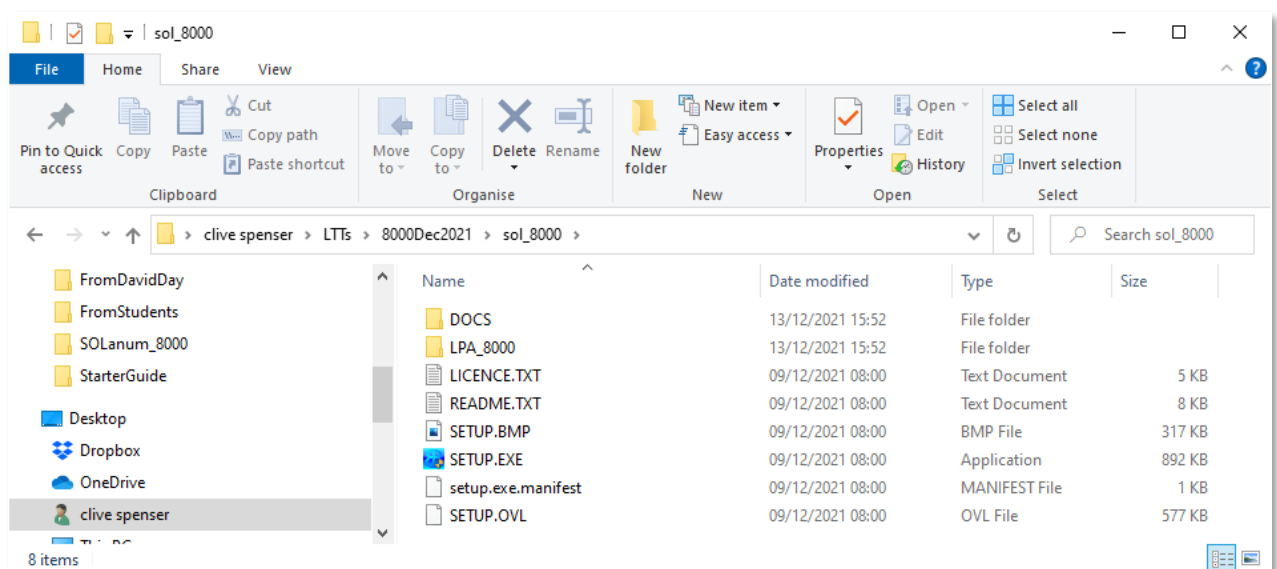 sol_8000
File Home Share View
Pin to Quick access
Copy
Paste
Cut
Copy path
Paste shortcut
Clipboard
Move to
Copy to
Delete
Rename
Organise
New folder
New item
Easy access
New
Properties
Open
Edit
History
Open
Select all
Select none
Invert selection
Select
clive spenser > LTTs > 8000Dec2021 > sol_8000 >
Search sol_8000
FromDavidDay
FromStudents
SOLanum_8000
StarterGuide
Desktop
Dropbox
OneDrive
clive spenser
Name Date modified Type Size
DOCS 13/12/2021 15:52 File folder
LPA_8000 13/12/2021 15:52 File folder
LICENCE.TXT 09/12/2021 08:00 Text Document 5 KB
README.TXT 09/12/2021 08:00 Text Document 8 KB
SETUP.BMP 09/12/2021 08:00 BMP File 317 KB
SETUP.EXE 09/12/2021 08:00 Application 892 KB
setup.exe.manifest 09/12/2021 08:00 MANIFEST File 1 KB
SETUP.OVL 09/12/2021 08:00 OVL File 577 KB
8 items